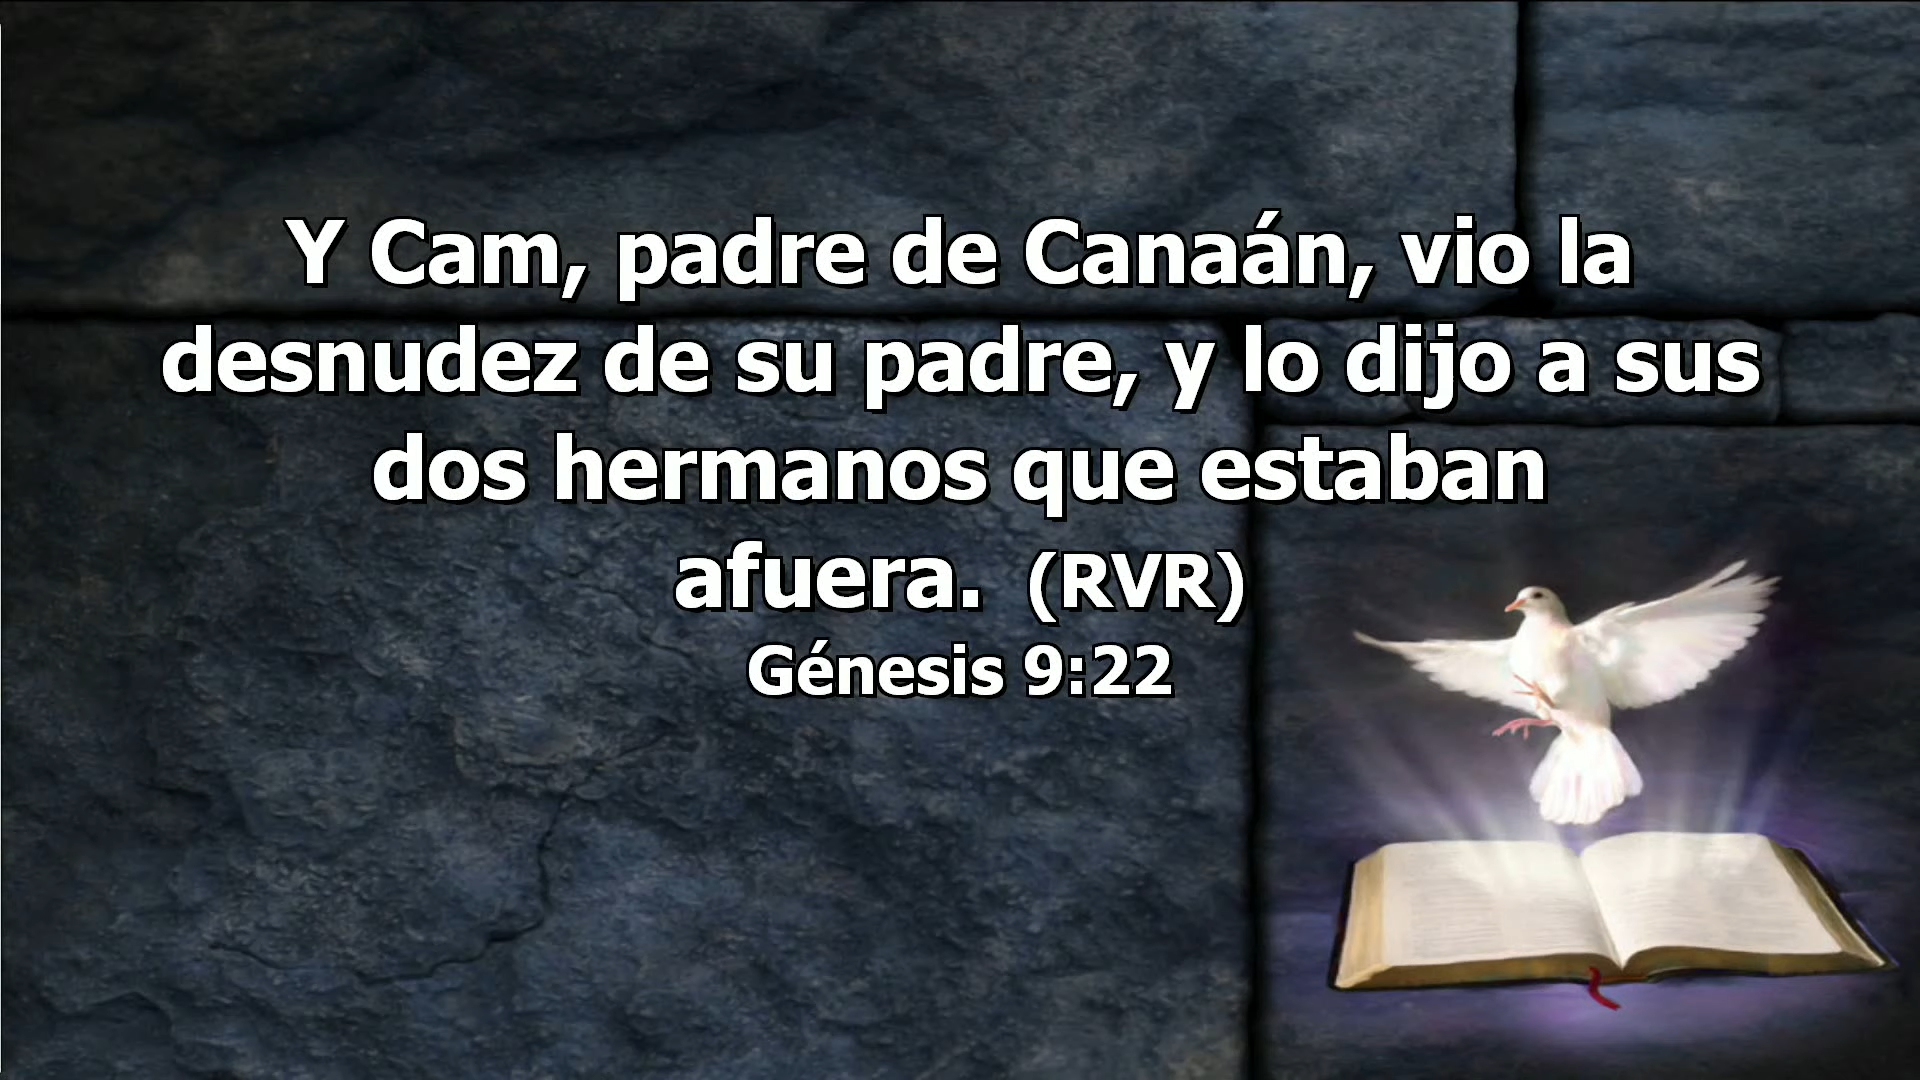 Y Cam, padre de Canaán, vio la
desnudez de su padre, y lo dijo a sus
dos hermanos que estaban
afuera. (RVR)
Génesis 9:22